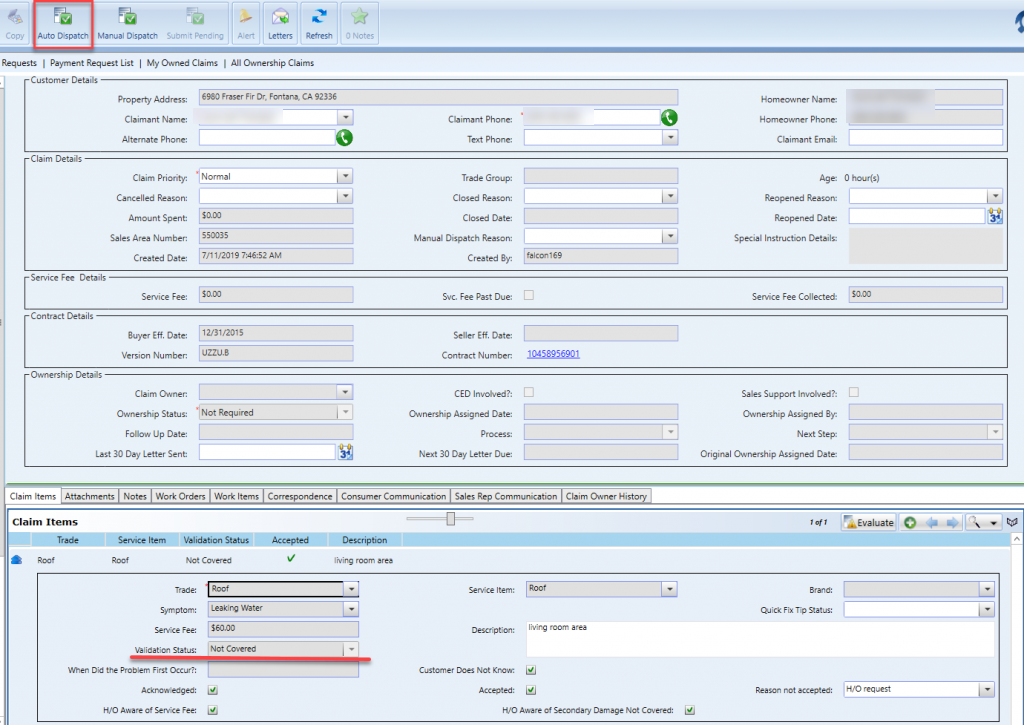 Copy Auto Dispatch Manual Dispatch Submit Pending Alert Letters Refresh 0 Notes
Requests | Payment Request List | My Owned Claims | All Ownership Claims
Customer Details
Property Address: 6980 Fraser Fir Dr, Fontana, CA 92336 Homeowner Name:
Claimant Name: * Claimant Phone: Homeowner Phone:
Alternate Phone: Text Phone: Claimant Email:
Claim Details
Claim Priority: * Normal Trade Group: Age: 0 hour(s)
Cancelled Reason: Closed Reason: Reopened Reason:
Amount Spent: $0.00 Closed Date: Reopened Date: 31
Sales Area Number: 550035 Manual Dispatch Reason: Special Instruction Details:
Created Date: 7/11/2019 7:46:52 AM Created By: falcon169
Service Fee Details
Service Fee: $0.00 Svc. Fee Past Due: Service Fee Collected: $0.00
Contract Details
Buyer Eff. Date: 12/31/2015 Seller Eff. Date:
Version Number: UZZU.B Contract Number: 10458956901
Ownership Details
Claim Owner: CED Involved?: Sales Support Involved?:
Ownership Status: * Not Required Ownership Assigned Date: Ownership Assigned By:
Follow Up Date: Process: Next Step:
Last 30 Day Letter Sent: 31 Next 30 Day Letter Due: Original Ownership Assigned Date:
Claim Items Attachments Notes Work Orders Work Items Correspondence Consumer Communication Sales Rep Communication Claim Owner History
Claim Items 1 of 1 Evaluate
Trade Service Item Validation Status Accepted Description
Roof Roof Not Covered living room area
Trade: * Roof Service Item: Roof Brand:
Symptom: Leaking Water Quick Fix Tip Status:
Service Fee: $60.00 Description: living room area
Validation Status: Not Covered
When Did the Problem First Occur?: Customer Does Not Know:
Acknowledged: Accepted: Reason not accepted: H/O request
H/O Aware of Service Fee: H/O Aware of Secondary Damage Not Covered: